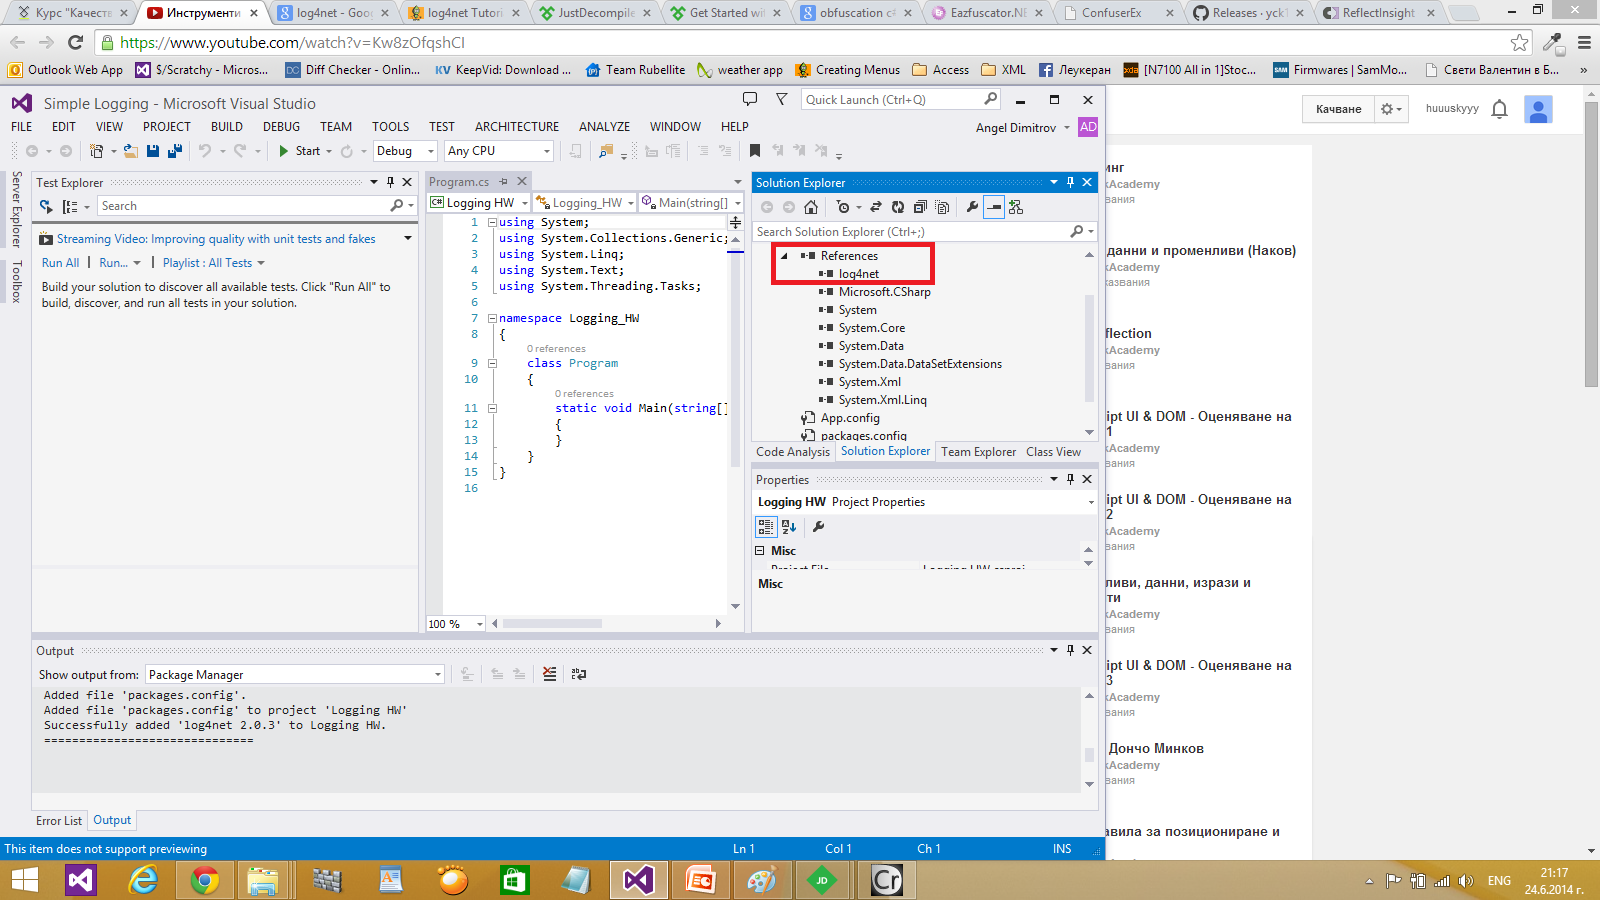 Курс "Качеств
Инструменти
log4net - Goo
log4net Tutori
JustDecompile
Get Started wi
obfuscation c#
Eazfuscator.NE
ConfuserEx
Releases · yck1
ReflectInsight
https://www.youtube.com/watch?v=Kw8zOfqshCI
Outlook Web App
$/Scratchy - Micros...
Diff Checker - Onlin...
KeepVid: Download ...
Team Rubellite
weather app
Creating Menus
Access
XML
Леукеран
[N7100 All in 1]Stoc...
Firmwares | SamMo...
Свети Валентин в Б...
»
Simple Logging - Microsoft Visual Studio
Quick Launch (Ctrl+Q)
FILE EDIT VIEW PROJECT BUILD DEBUG TEAM TOOLS TEST ARCHITECTURE ANALYZE WINDOW HELP
Angel Dimitrov AD
Start Debug Any CPU
Server Explorer
Toolbox
Test Explorer
Search
Streaming Video: Improving quality with unit tests and fakes
Run All | Run... | Playlist : All Tests
Build your solution to discover all available tests. Click "Run All" to
build, discover, and run all tests in your solution.
Program.cs
C# Logging HW Logging_HW Main(string[]
1 using System;
2 using System.Collections.Generic;
3 using System.Linq;
4 using System.Text;
5 using System.Threading.Tasks;
6
7 namespace Logging_HW
8 {
0 references
9 class Program
10 {
0 references
11 static void Main(string[]
12 {
13 }
14 }
15 }
16
100 %
Solution Explorer
Search Solution Explorer (Ctrl+;)
References
log4net
Microsoft.CSharp
System
System.Core
System.Data
System.Data.DataSetExtensions
System.Xml
System.Xml.Linq
App.config
packages.config
Code Analysis Solution Explorer Team Explorer Class View
Properties
Logging HW Project Properties
Misc
Project File Logging HW.csproj
Misc
Output
Show output from: Package Manager
Added file 'packages.config'.
Added file 'packages.config' to project 'Logging HW'
Successfully added 'log4net 2.0.3' to Logging HW.
==============================
Error List Output
This item does not support previewing
Ln 1 Col 1 Ch 1 INS
Качване
huuuskyyy
нг
kAcademy
вания
данни и променливи (Наков)
kAcademy
казвания
flection
kAcademy
вания
ipt UI & DOM - Оценяване на
1
kAcademy
вания
ipt UI & DOM - Оценяване на
2
kAcademy
вания
ливи, данни, изрази и
ти
kAcademy
вания
ipt UI & DOM - Оценяване на
3
kAcademy
вания
Дончо Минков
kAcademy
вания
авила за позициониране и
JD
Cr
ENG
21:17
24.6.2014 г.